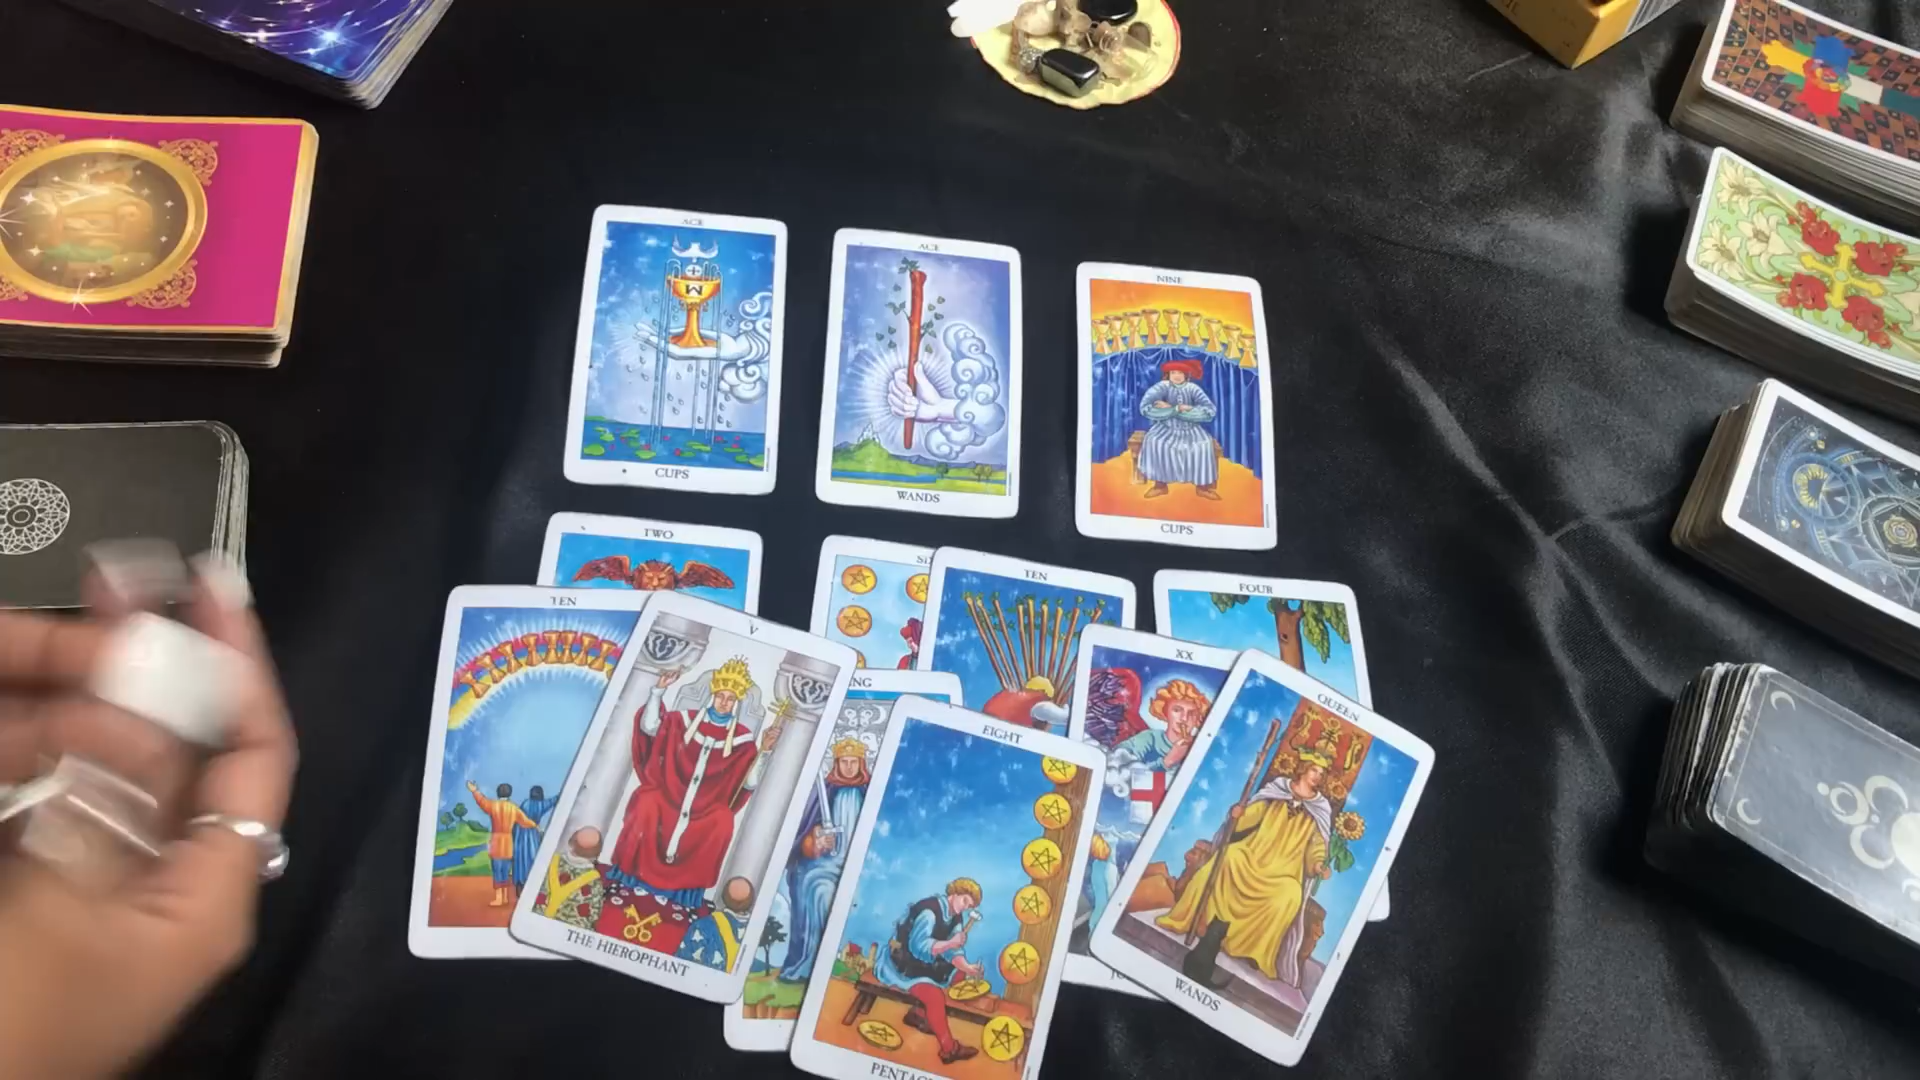 ACE
CUPS
ACE
WANDS
NINE
CUPS
TWO
TEN
FOUR
TEN
V
THE HIEROPHANT
EIGHT
XX
QUEEN
WANDS